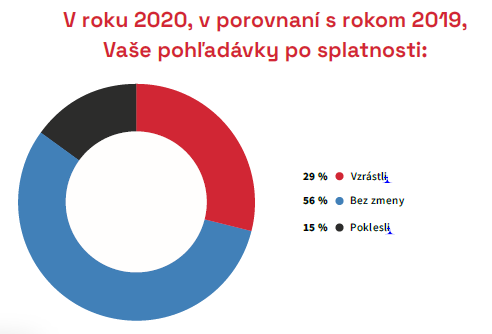 V roku 2020, v porovnaní s rokom 2019,
Vaše pohľadávky po splatnosti:
29 % Vzrástli
56 % Bez zmeny
15 % Poklesli